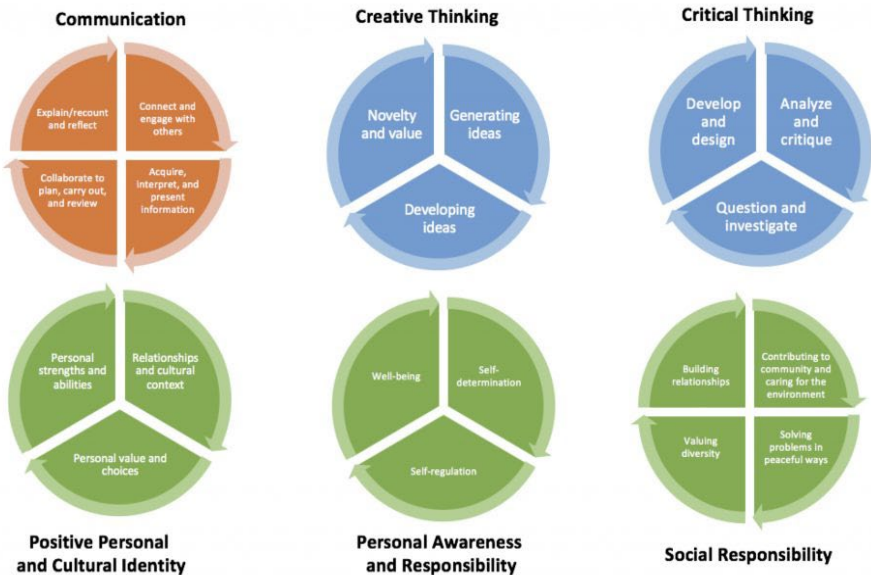 Communication
Explain/recount
and reflect
Connect and
engage with
others
Collaborate to
plan, carry out,
and review
Acquire,
interpret, and
present
information
Creative Thinking
Novelty
and value
Generating
ideas
Developing
ideas
Critical Thinking
Develop
and
design
Analyze
and
critique
Question and
investigate
Personal
strengths and
abilities
Relationships
and cultural
context
Personal value and
choices
Positive Personal
and Cultural Identity
Well-being
Self-
determination
Self-regulation
Personal Awareness
and Responsibility
Building
relationships
Contributing to
community and
caring for the
environment
Valuing
diversity
Solving
problems in
peaceful ways
Social Responsibility